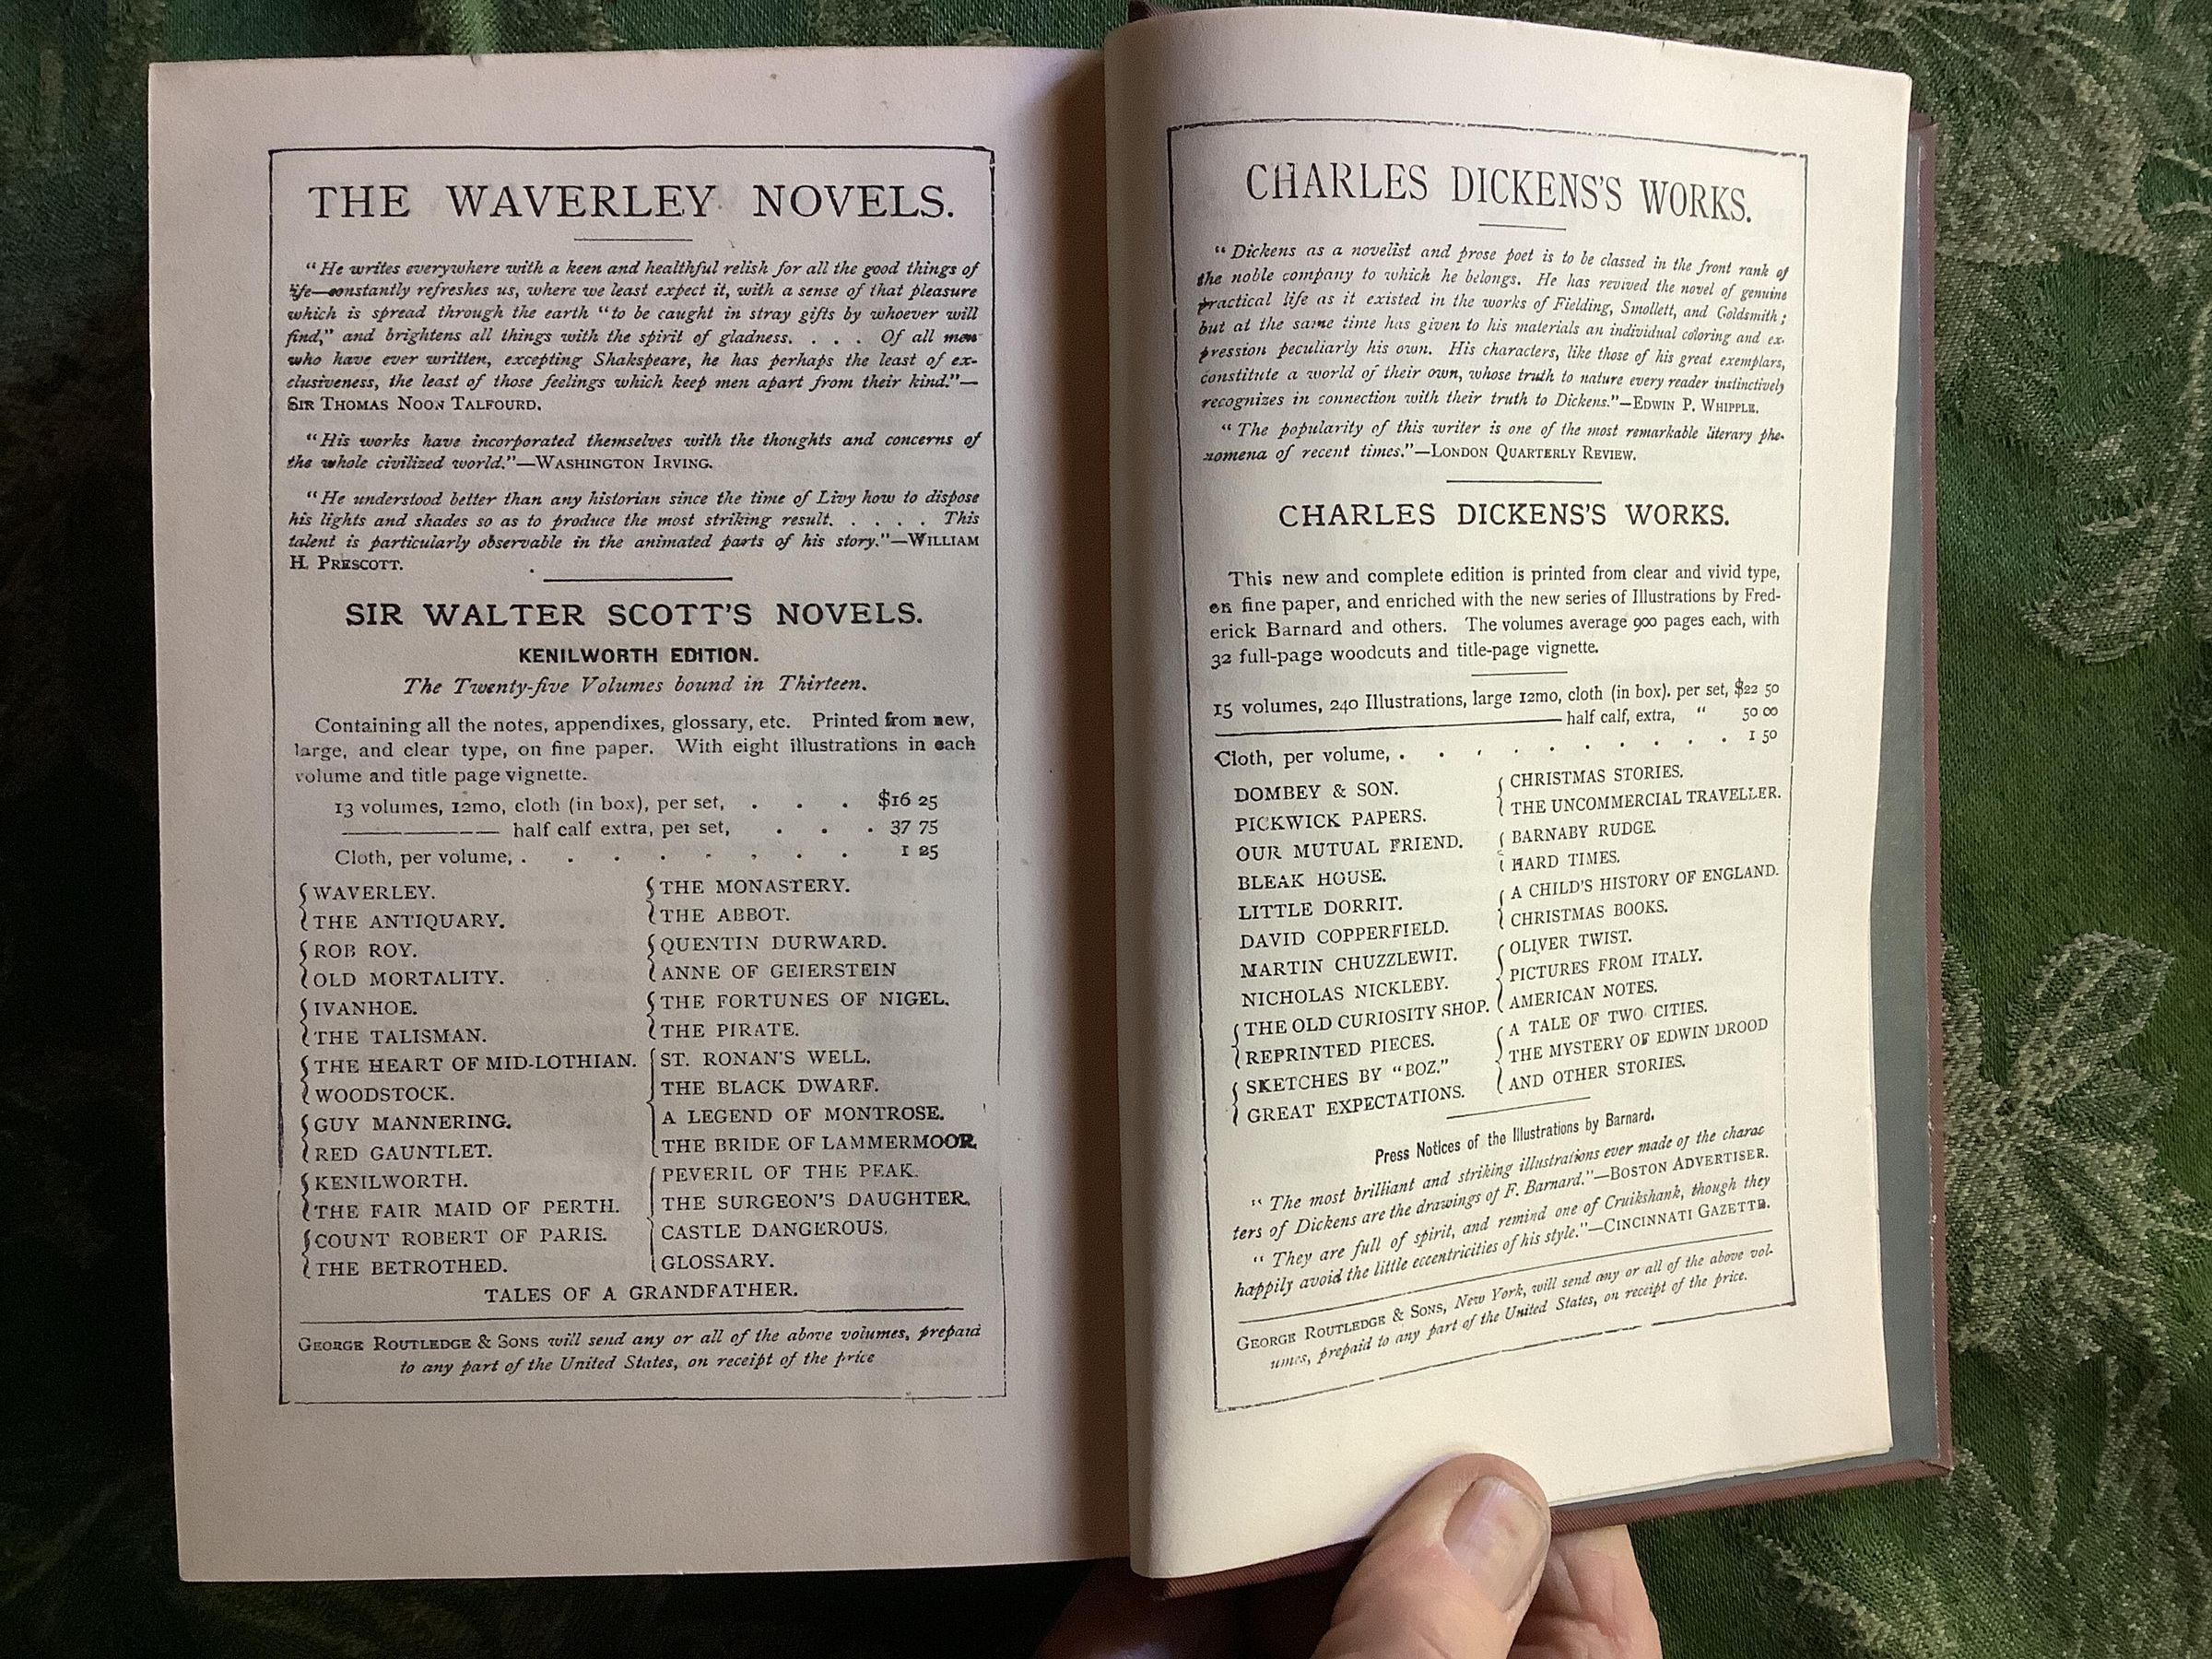 THE WAVERLEY NOVELS.
"He writes everywhere with a keen and healthful relish for all the good things of
life—constantly refreshes us, where we least expect it, with a sense of that pleasure
which is spread through the earth "to be caught in stray gifts by whoever will
find," and brightens all things with the spirit of gladness. . . . Of all men
who have ever written, excepting Shakspeare, he has perhaps the least of ex-
clusiveness, the least of those feelings which keep men apart from their kind."—
SIR THOMAS NOON TALFOURD.
"His works have incorporated themselves with the thoughts and concerns of
the whole civilized world."—WASHINGTON IRVING.
"He understood better than any historian since the time of Livy how to dispose
his lights and shades so as to produce the most striking result. . . . . This
talent is particularly observable in the animated parts of his story."—WILLIAM
H. PRESCOTT.
SIR WALTER SCOTT'S NOVELS.
KENILWORTH EDITION.
The Twenty-five Volumes bound in Thirteen.
Containing all the notes, appendixes, glossary, etc. Printed from new,
large, and clear type, on fine paper. With eight illustrations in each
volume and title page vignette.
13 volumes, 12mo, cloth (in box), per set, . . . $16 25
———— half calf extra, per set, . . . 37 75
Cloth, per volume, . . . . . . . . 1 25
WAVERLEY.
THE ANTIQUARY.
ROB ROY.
OLD MORTALITY.
IVANHOE.
THE TALISMAN.
THE HEART OF MID-LOTHIAN.
WOODSTOCK.
GUY MANNERING.
RED GAUNTLET.
KENILWORTH.
THE FAIR MAID OF PERTH.
COUNT ROBERT OF PARIS.
THE BETROTHED.
THE MONASTERY.
THE ABBOT.
QUENTIN DURWARD.
ANNE OF GEIERSTEIN
THE FORTUNES OF NIGEL.
THE PIRATE.
ST. RONAN'S WELL.
THE BLACK DWARF.
A LEGEND OF MONTROSE.
THE BRIDE OF LAMMERMOOR.
PEVERIL OF THE PEAK.
THE SURGEON'S DAUGHTER.
CASTLE DANGEROUS.
GLOSSARY.
TALES OF A GRANDFATHER.
GEORGE ROUTLEDGE & SONS will send any or all of the above volumes, prepaid
to any part of the United States, on receipt of the price
CHARLES DICKENS'S WORKS.
"Dickens as a novelist and prose poet is to be classed in the front rank of
the noble company to which he belongs. He has revived the novel of genuine
practical life as it existed in the works of Fielding, Smollett, and Goldsmith;
but at the same time has given to his materials an individual coloring and ex-
pression peculiarly his own. His characters, like those of his great exemplars,
constitute a world of their own, whose truth to nature every reader instinctively
recognizes in connection with their truth to Dickens."—EDWIN P. WHIPPLE.
"The popularity of this writer is one of the most remarkable literary phe-
nomena of recent times."—LONDON QUARTERLY REVIEW.
CHARLES DICKENS'S WORKS.
This new and complete edition is printed from clear and vivid type,
on fine paper, and enriched with the new series of Illustrations by Fred-
erick Barnard and others. The volumes average 900 pages each, with
32 full-page woodcuts and title-page vignette.
15 volumes, 240 Illustrations, large 12mo, cloth (in box). per set, $22 50
———— half calf, extra, " 50 00
Cloth, per volume, . . . . . . . . . 1 50
DOMBEY & SON.
PICKWICK PAPERS.
OUR MUTUAL FRIEND.
BLEAK HOUSE.
LITTLE DORRIT.
DAVID COPPERFIELD.
MARTIN CHUZZLEWIT.
NICHOLAS NICKLEBY.
THE OLD CURIOSITY SHOP.
REPRINTED PIECES.
SKETCHES BY "BOZ."
GREAT EXPECTATIONS.
CHRISTMAS STORIES.
THE UNCOMMERCIAL TRAVELLER.
BARNABY RUDGE.
HARD TIMES.
A CHILD'S HISTORY OF ENGLAND.
CHRISTMAS BOOKS.
OLIVER TWIST.
PICTURES FROM ITALY.
AMERICAN NOTES.
A TALE OF TWO CITIES.
THE MYSTERY OF EDWIN DROOD
AND OTHER STORIES.
Press Notices of the Illustrations by Barnard.
"The most brilliant and striking illustrations ever made of the charac
ters of Dickens are the drawings of F. Barnard."—BOSTON ADVERTISER.
"They are full of spirit, and remind one of Cruikshank, though they
happily avoid the little eccentricities of his style."—CINCINNATI GAZETTE.
GEORGE ROUTLEDGE & SONS, New York, will send any or all of the above vol-
umes, prepaid to any part of the United States, on receipt of the price.